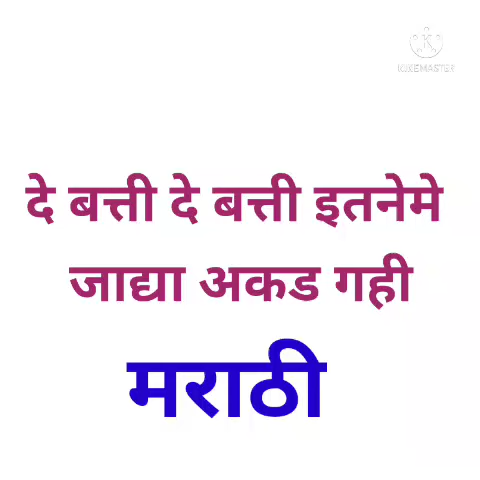 KINEMASTER
दे बत्ती दे बत्ती इतनेमे
जाद्या अकड गही
मराठी